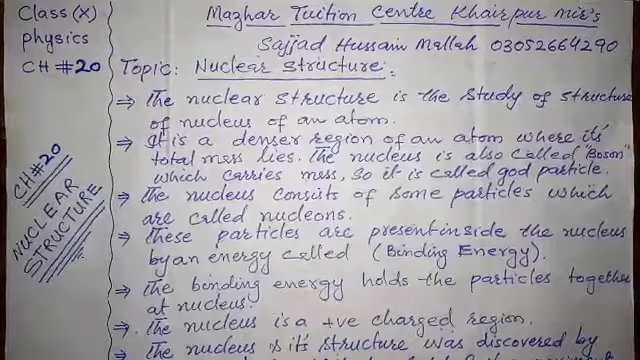 Class (X)
physics
CH #20
Mazhar Tuition Centre Khairpur mir's
Sajjad Hussain Mallah 03052664290
Topic: Nuclear Structure:
⇒ The nuclear structure is the study of structure
of nucleus of an atom.
⇒ It is a denser region of an atom where its'
total mass lies. The nucleus is also called "Boson"
which carries mess, so it is called god particle.
⇒ The nucleus consists of some particles which
are called nucleons.
⇒ These particles are present inside the nucleus
by an energy called (Binding Energy).
⇒ The binding energy holds the particles together
at nucleus.
⇒ The nucleus is a +ve charged region.
⇒ The nucleus & it's structure was discovered by
CH #20
NUCLEAR
STRUCTURE